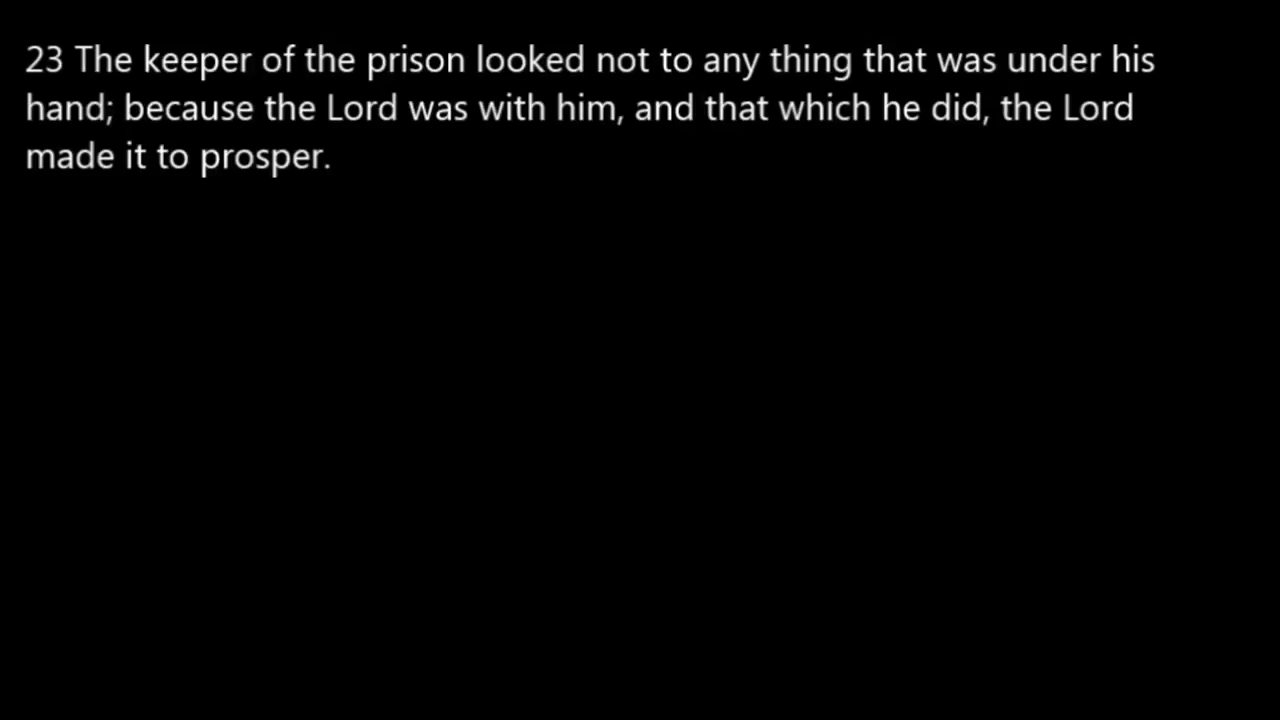 23 The keeper of the prison looked not to any thing that was under his
hand; because the Lord was with him, and that which he did, the Lord
made it to prosper.